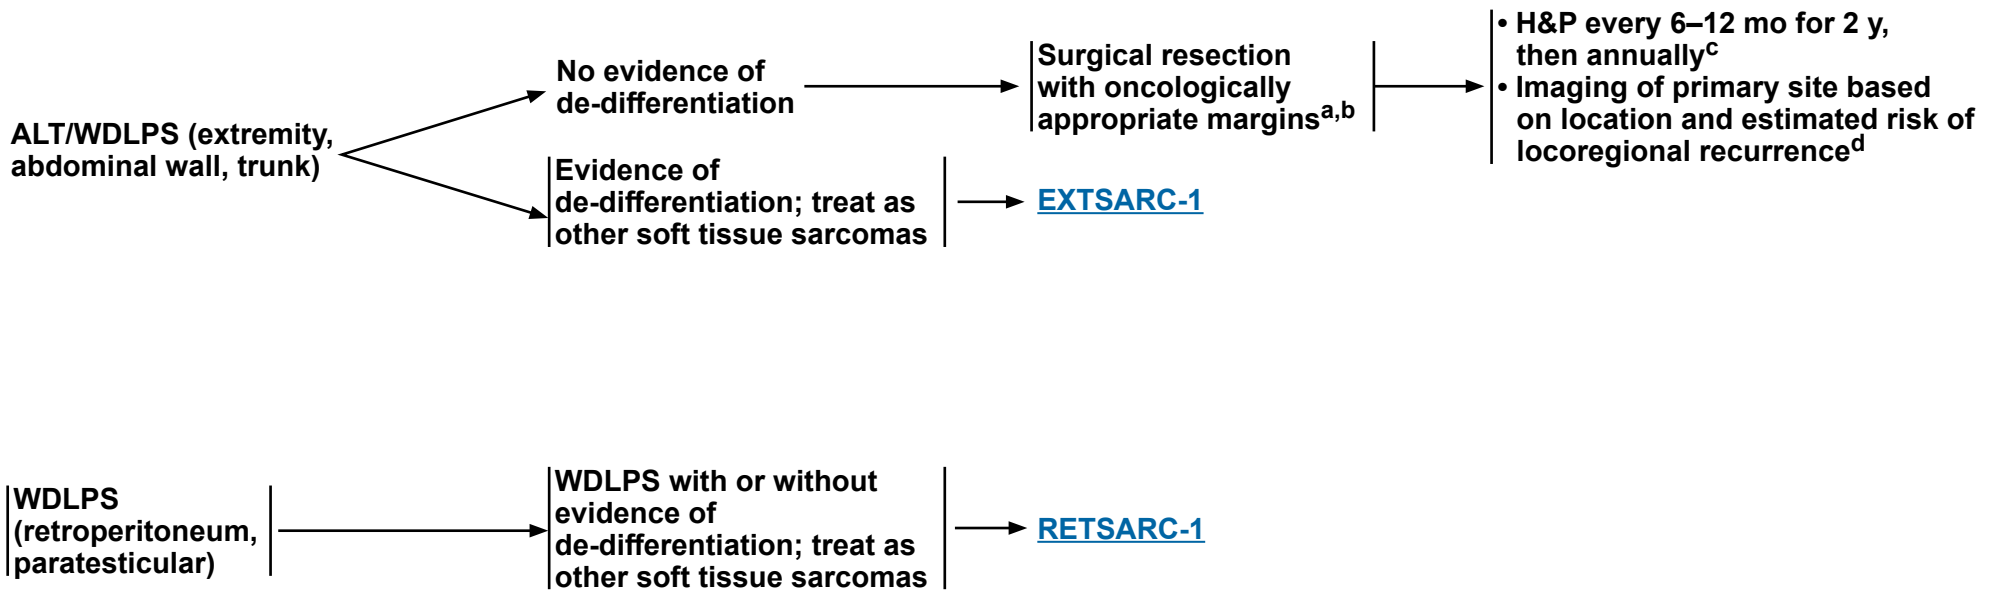 ALT/WDLPS (extremity,
abdominal wall, trunk)
No evidence of
de-differentiation
Surgical resection
with oncologically
appropriate marginsa,b
• H&P every 6–12 mo for 2 y,
then annuallyc
• Imaging of primary site based
on location and estimated risk of
locoregional recurrenced
Evidence of
de-differentiation; treat as
other soft tissue sarcomas
EXTSARC-1
WDLPS
(retroperitoneum,
paratesticular)
WDLPS with or without
evidence of
de-differentiation; treat as
other soft tissue sarcomas
RETSARC-1